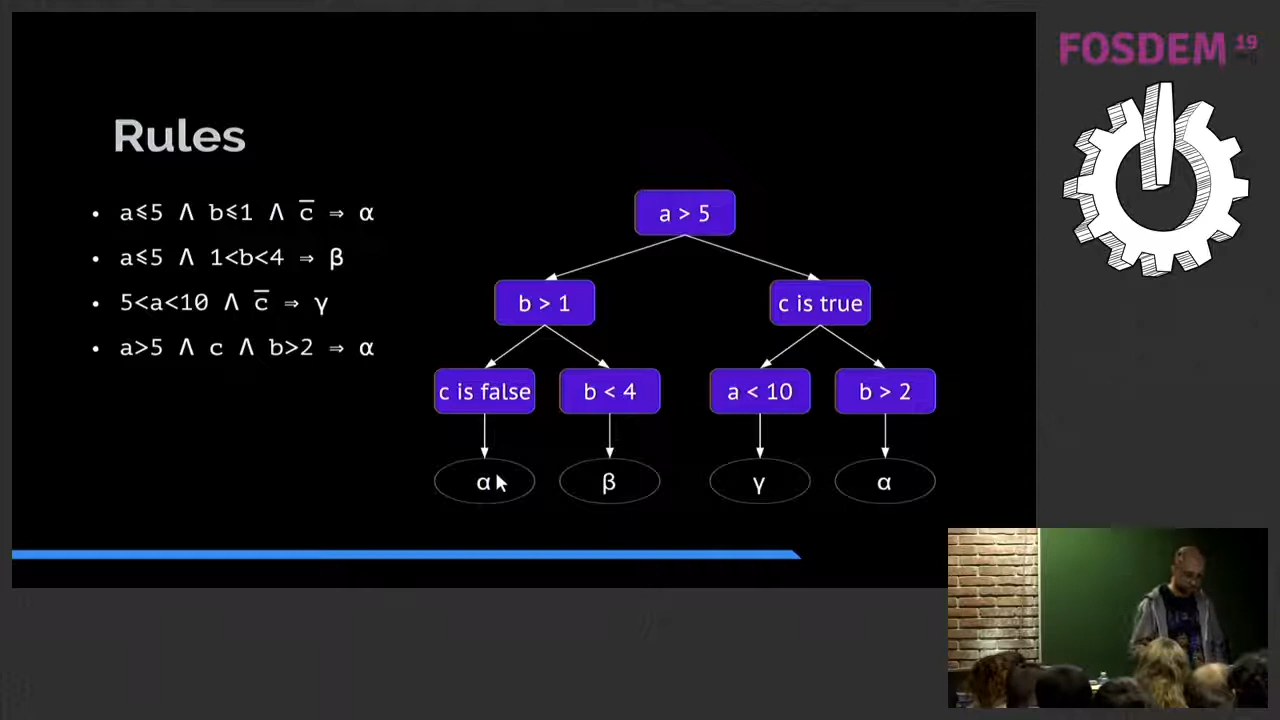 FOSDEM 19
Rules
• a⩽5 Λ b⩽1 Λ c̅ ⇒ α
• a⩽5 Λ 1<b<4 ⇒ β
• 5<a<10 Λ c̅ ⇒ γ
• a>5 Λ c Λ b>2 ⇒ α
a > 5
b > 1
c is true
c is false
b < 4
a < 10
b > 2
α
β
γ
α